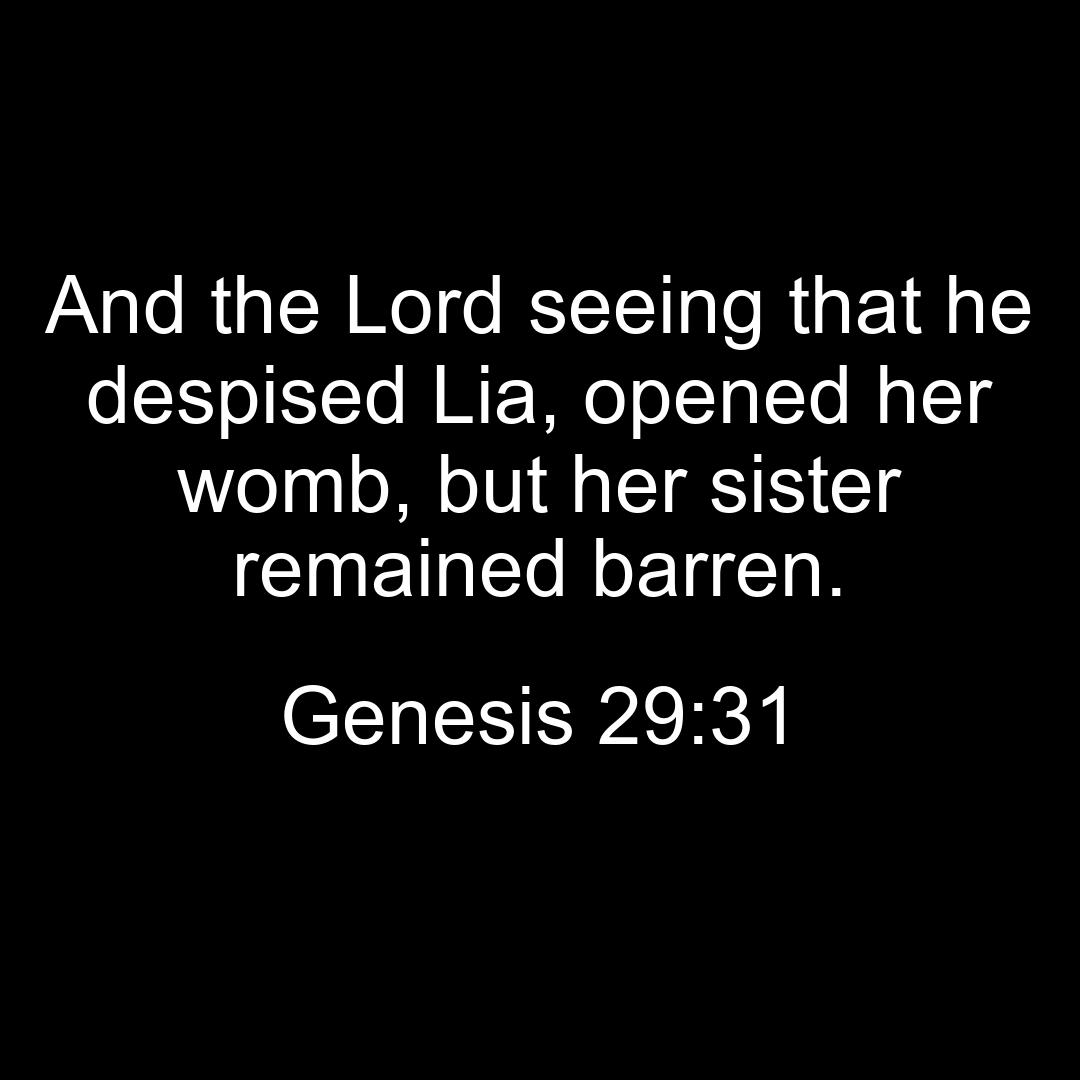 And the Lord seeing that he
despised Lia, opened her
womb, but her sister
remained barren.
Genesis 29:31